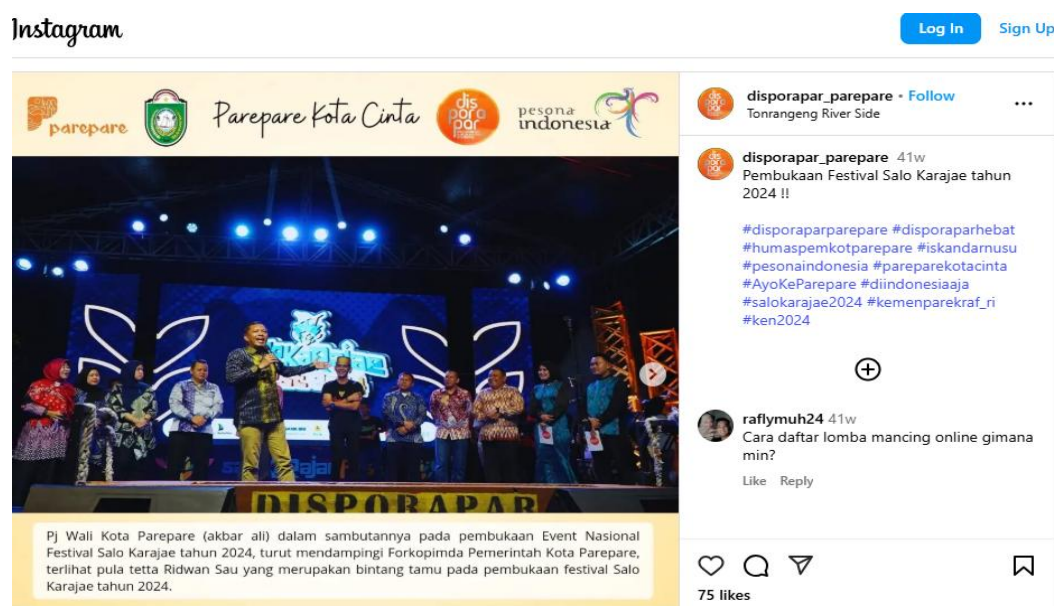 Instagram
Log In
Sign Up
parepare
Parepare Kota Cinta
dis
pora
par
pesona
indonesia
DISPORAPAR
Pj Wali Kota Parepare (akbar ali) dalam sambutannya pada pembukaan Event Nasional
Festival Salo Karajae tahun 2024, turut mendampingi Forkopimda Pemerintah Kota Parepare,
terlihat pula tetta Ridwan Sau yang merupakan bintang tamu pada pembukaan festival Salo
Karajae tahun 2024.
disporapar_parepare • Follow
Tonrangeng River Side
disporapar_parepare 41w
Pembukaan Festival Salo Karajae tahun
2024 !!
#disporaparparepare #disporaparhebat
#humaspemkotparepare #iskandarnusu
#pesonaindonesia #pareparekotacinta
#AyoKeParepare #diindonesiaaja
#salokarajae2024 #kemenparekraf_ri
#ken2024
raflymuh24 41w
Cara daftar lomba mancing online gimana
min?
Like Reply
75 likes